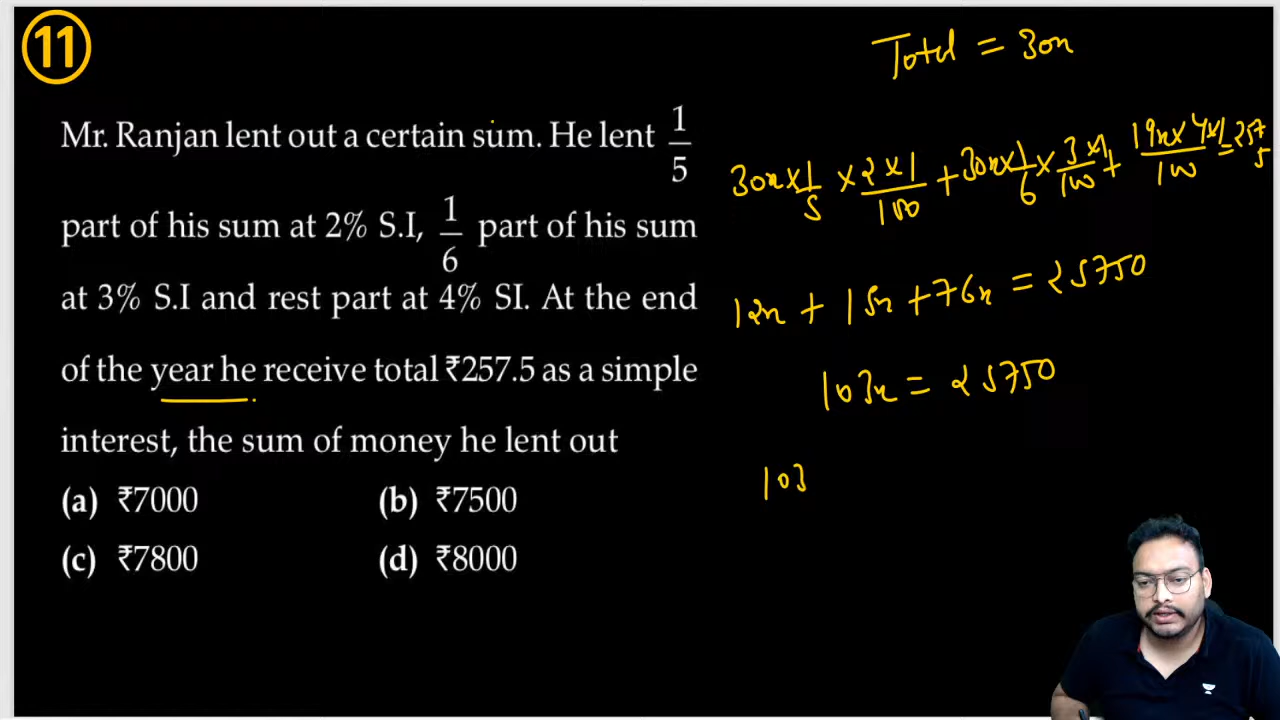 11
Mr. Ranjan lent out a certain sum. He lent 1/5
part of his sum at 2% S.I, 1/6 part of his sum
at 3% S.I and rest part at 4% SI. At the end
of the year he receive total ₹257.5 as a simple
interest, the sum of money he lent out
(a) ₹7000 (b) ₹7500
(c) ₹7800 (d) ₹8000
Total = 30x
30x × 1/5 × 2×1/100 + 30x × 1/6 × 3×1/100 + 19x×4×1/100 = 257.5
12x + 15x + 76x = 25750
103x = 25750
103